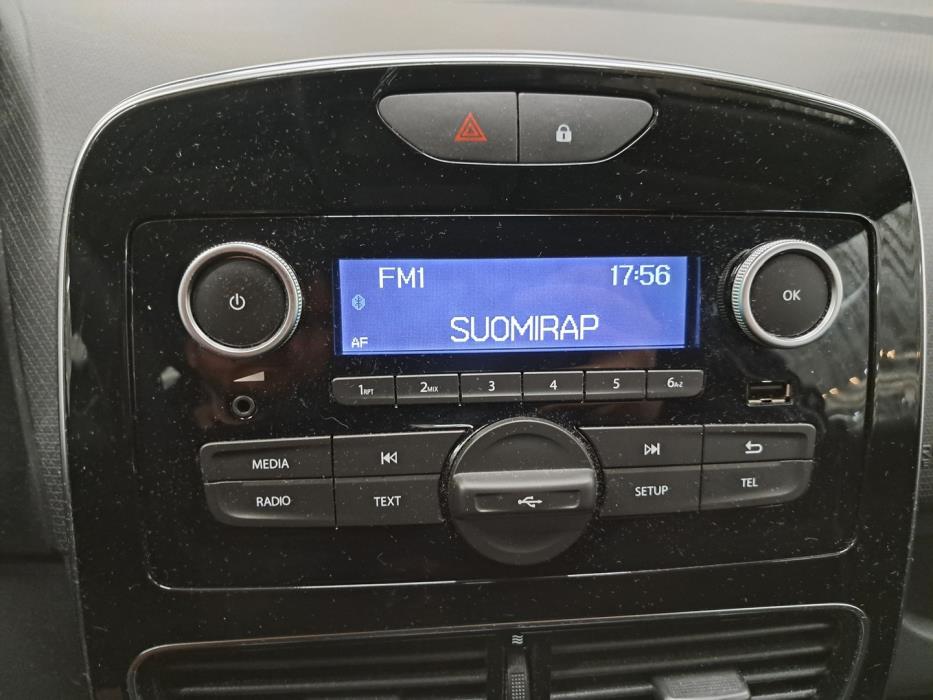 FM1 17:56
SUOMIRAP
AF
OK
1RPT 2MIX 3 4 5 6A-Z
MEDIA
RADIO TEXT SETUP TEL